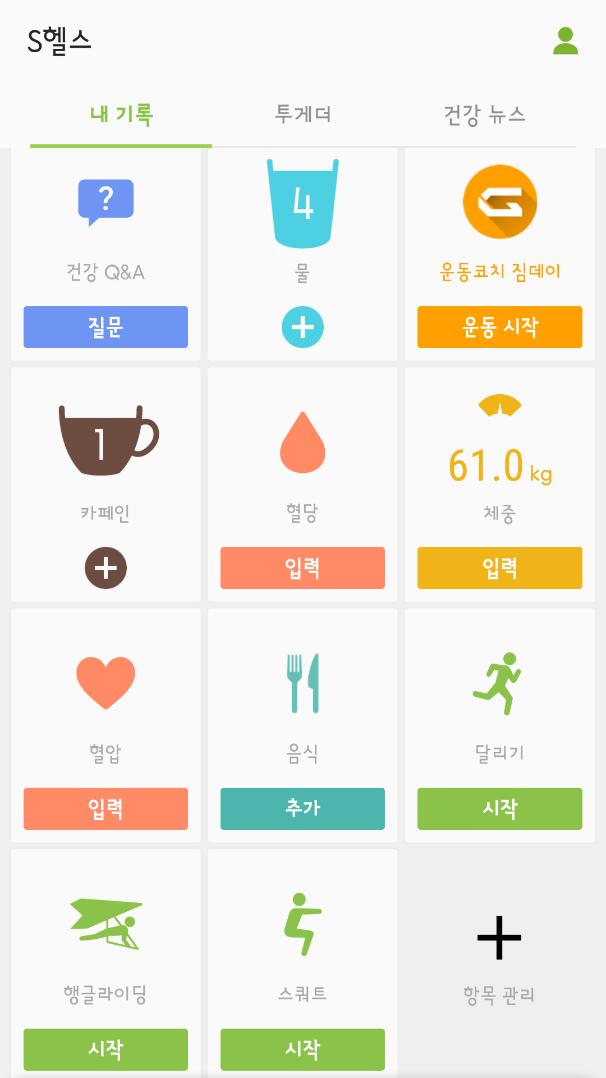 S헬스
내 기록
투게더
건강 뉴스
?
4
건강 Q&A
물
운동코치 짐데이
질문
운동 시작
1
61.0 kg
카페인
혈당
체중
입력
입력
혈압
음식
달리기
입력
추가
시작
행글라이딩
스쿼트
항목 관리
시작
시작